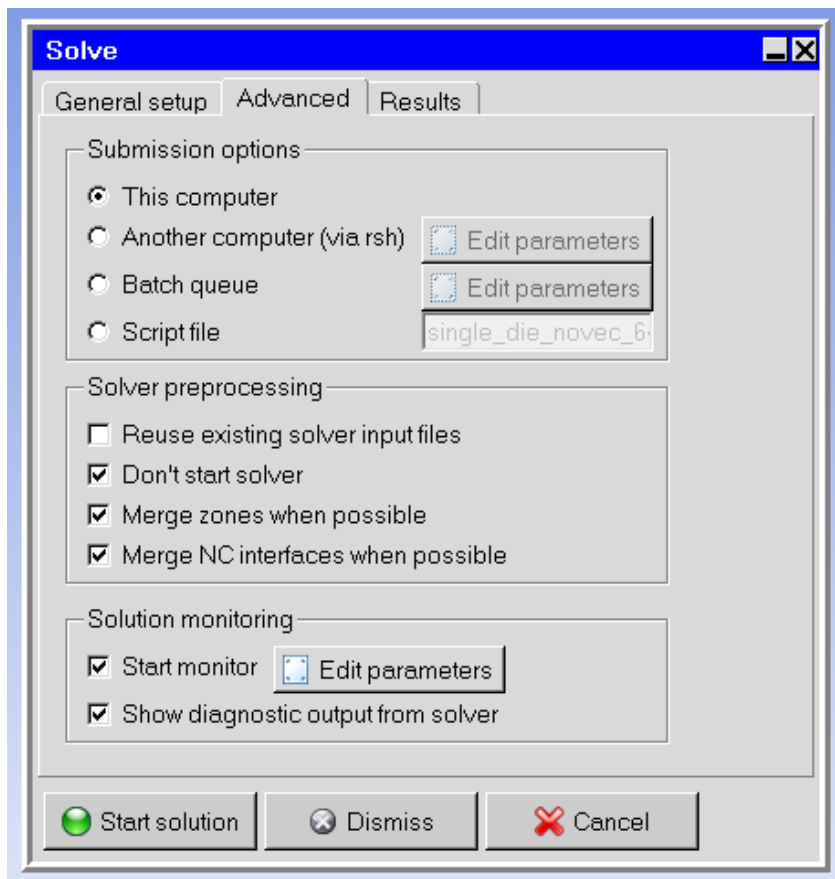 Solve
General setup Advanced Results
Submission options
This computer
Another computer (via rsh) Edit parameters
Batch queue Edit parameters
Script file single_die_novec_6
Solver preprocessing
Reuse existing solver input files
Don't start solver
Merge zones when possible
Merge NC interfaces when possible
Solution monitoring
Start monitor Edit parameters
Show diagnostic output from solver
Start solution Dismiss Cancel